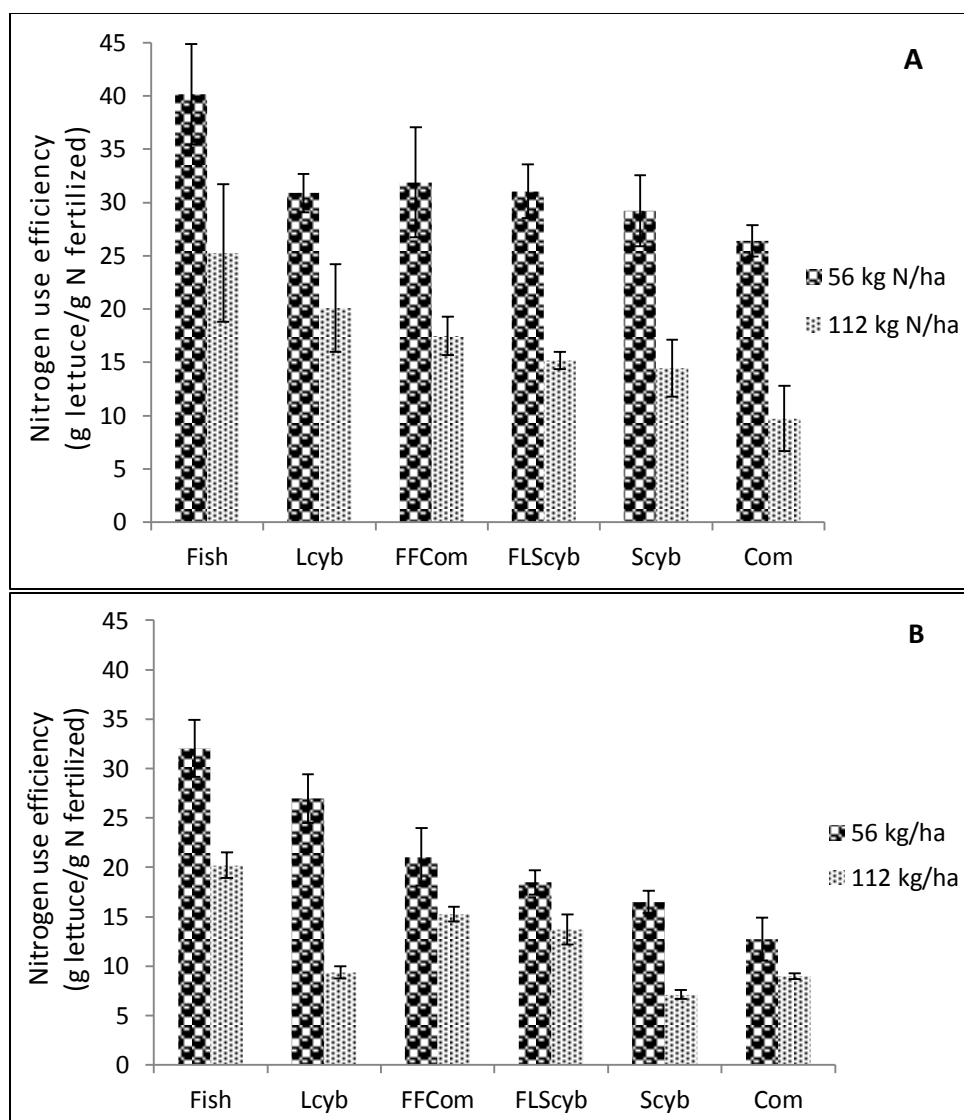 A
45
40
35
30
25
20
15
10
5
0
Nitrogen use efficiency
(g lettuce/g N fertilized)
56 kg N/ha
112 kg N/ha
Fish Lcyb FFCom FLScyb Scyb Com
B
45
40
35
30
25
20
15
10
5
0
Nitrogen use efficiency
(g lettuce/g N fertilized)
56 kg/ha
112 kg/ha
Fish Lcyb FFCom FLScyb Scyb Com